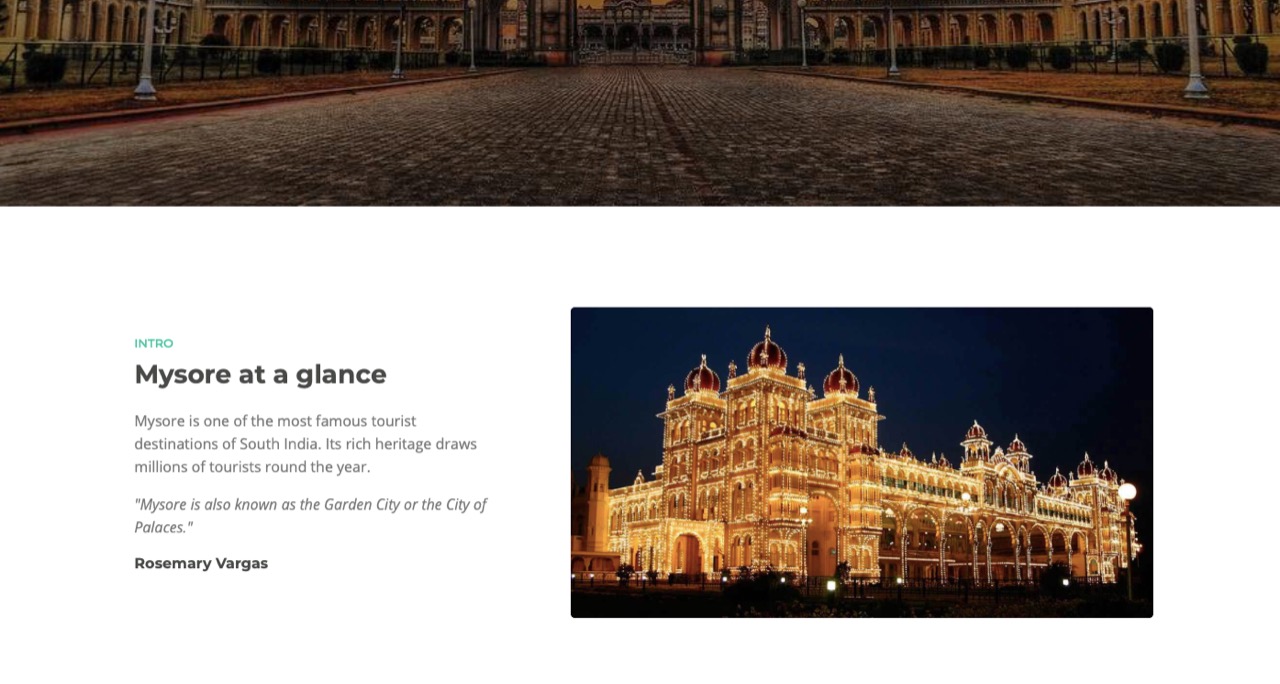 INTRO
Mysore at a glance
Mysore is one of the most famous tourist
destinations of South India. Its rich heritage draws
millions of tourists round the year.
"Mysore is also known as the Garden City or the City of
Palaces."
Rosemary Vargas